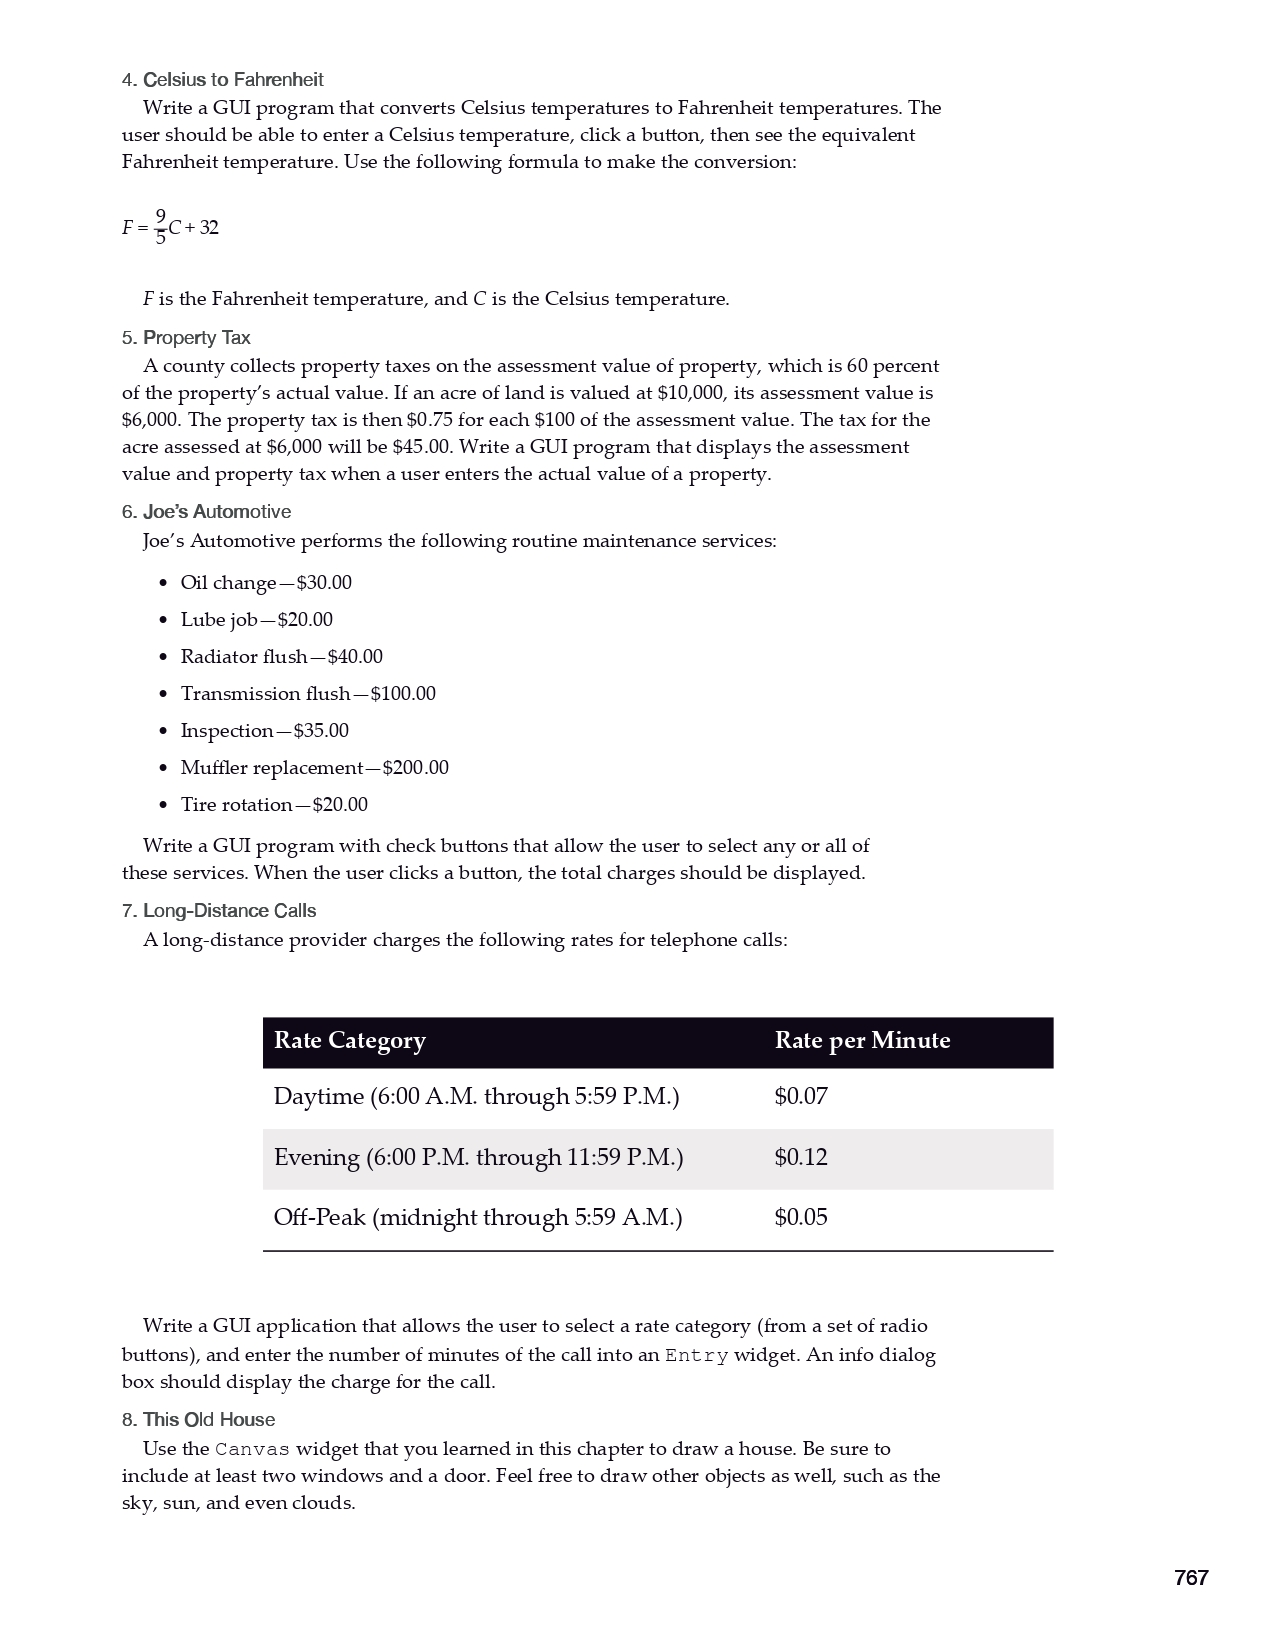 4. Celsius to Fahrenheit
Write a GUI program that converts Celsius temperatures to Fahrenheit temperatures. The
user should be able to enter a Celsius temperature, click a button, then see the equivalent
Fahrenheit temperature. Use the following formula to make the conversion:
F = 9/5 C + 32
F is the Fahrenheit temperature, and C is the Celsius temperature.
5. Property Tax
A county collects property taxes on the assessment value of property, which is 60 percent
of the property’s actual value. If an acre of land is valued at $10,000, its assessment value is
$6,000. The property tax is then $0.75 for each $100 of the assessment value. The tax for the
acre assessed at $6,000 will be $45.00. Write a GUI program that displays the assessment
value and property tax when a user enters the actual value of a property.
6. Joe’s Automotive
Joe’s Automotive performs the following routine maintenance services:
• Oil change—$30.00
• Lube job—$20.00
• Radiator flush—$40.00
• Transmission flush—$100.00
• Inspection—$35.00
• Muffler replacement—$200.00
• Tire rotation—$20.00
Write a GUI program with check buttons that allow the user to select any or all of
these services. When the user clicks a button, the total charges should be displayed.
7. Long-Distance Calls
A long-distance provider charges the following rates for telephone calls:
Rate Category Rate per Minute
Daytime (6:00 A.M. through 5:59 P.M.) $0.07
Evening (6:00 P.M. through 11:59 P.M.) $0.12
Off-Peak (midnight through 5:59 A.M.) $0.05
Write a GUI application that allows the user to select a rate category (from a set of radio
buttons), and enter the number of minutes of the call into an Entry widget. An info dialog
box should display the charge for the call.
8. This Old House
Use the Canvas widget that you learned in this chapter to draw a house. Be sure to
include at least two windows and a door. Feel free to draw other objects as well, such as the
sky, sun, and even clouds.
767